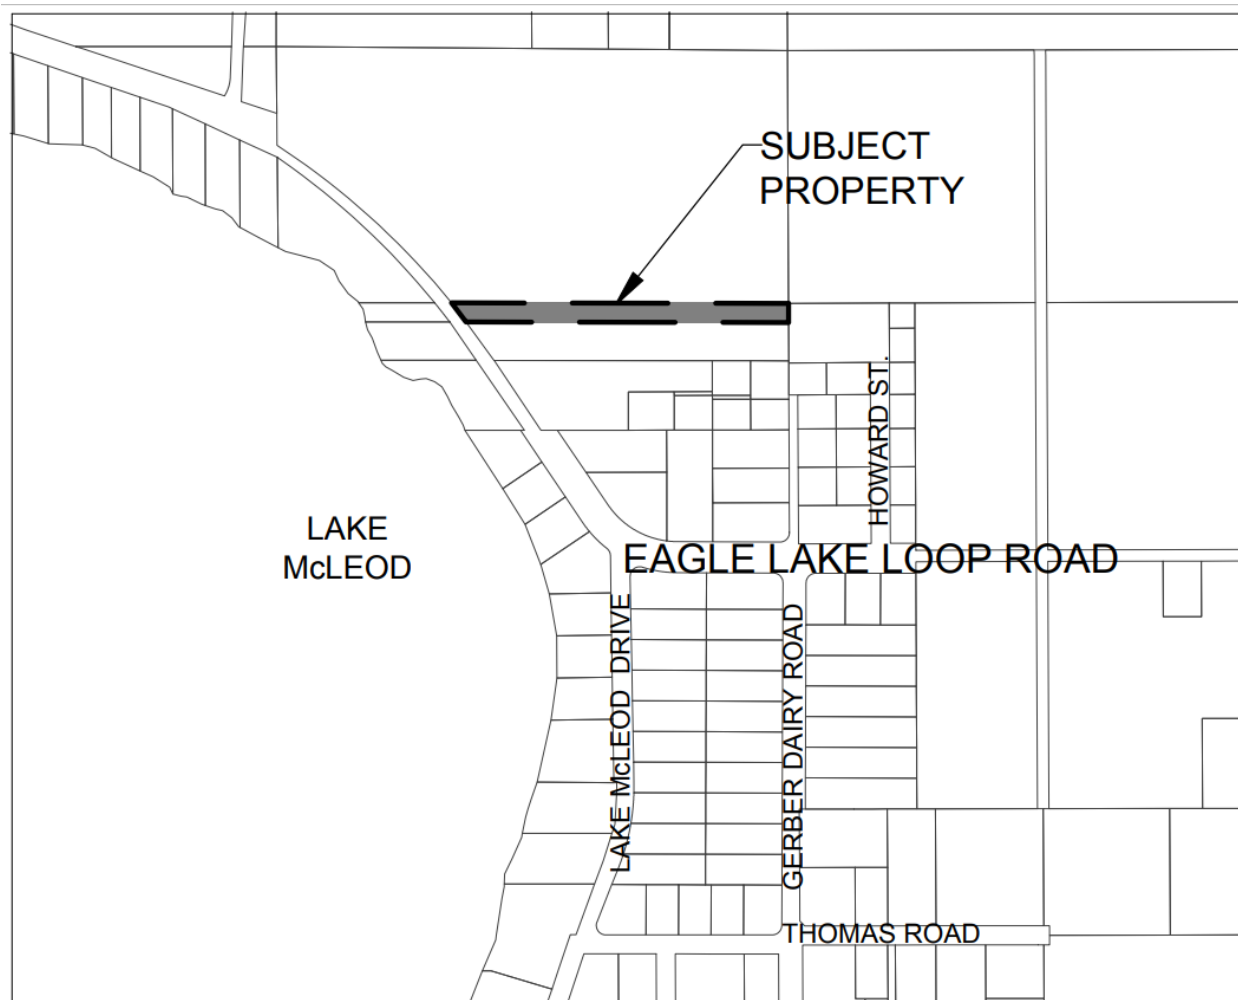 SUBJECT
PROPERTY
HOWARD ST.
LAKE
McLEOD
EAGLE LAKE LOOP ROAD
LAKE McLEOD DRIVE
GERBER DAIRY ROAD
THOMAS ROAD